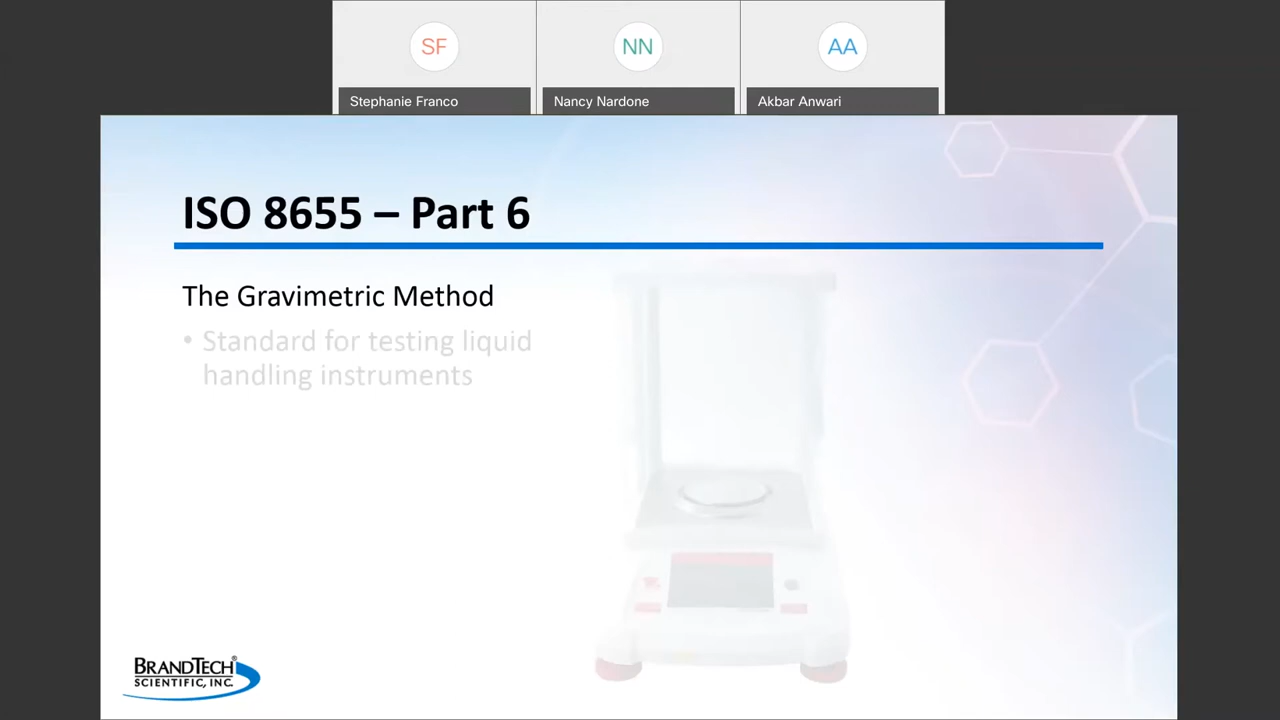 SF
NN
AA
Stephanie Franco
Nancy Nardone
Akbar Anwari
ISO 8655 – Part 6
The Gravimetric Method
• Standard for testing liquid
handling instruments
BRANDTECH®
SCIENTIFIC, INC.